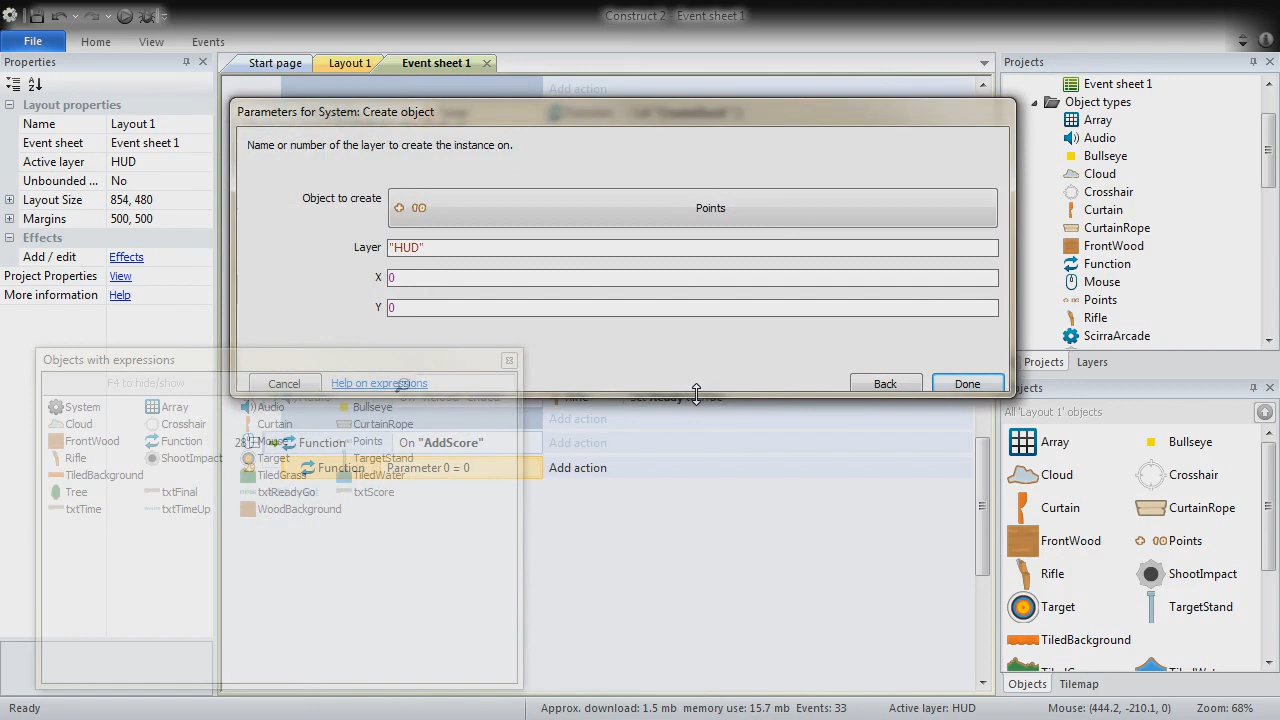 Construct 2 - Event sheet 1
File
Home
View
Events
Properties
Layout properties
Name
Layout 1
Event sheet
Event sheet 1
Active layer
HUD
Unbounded ...
No
Layout Size
854, 480
Margins
500, 500
Effects
Add / edit
Effects
Project Properties
View
More information
Help
Start page
Layout 1
Event sheet 1
Add action
Parameters for System: Create object
Name or number of the layer to create the instance on.
Object to create
Points
Layer
"HUD"
X
0
Y
0
Cancel
Help on expressions
Back
Done
Objects with expressions
F4 to hide/show
System
Array
Audio
Bullseye
Cloud
Crosshair
Curtain
CurtainRope
FrontWood
Function
Mouse
Points
Rifle
ShootImpact
Target
TargetStand
TiledBackground
TiledGrass
TiledWater
Tree
txtFinal
txtReadyGo
txtScore
txtTime
txtTimeUp
WoodBackground
Add action
Function
On "AddScore"
Add action
Function
Parameter 0 = 0
Add action
Projects
Event sheet 1
Object types
Array
Audio
Bullseye
Cloud
Crosshair
Curtain
CurtainRope
FrontWood
Function
Mouse
Points
Rifle
ScirraArcade
Projects
Layers
All 'Layout 1' objects
Array
Bullseye
Cloud
Crosshair
Curtain
CurtainRope
FrontWood
Points
Rifle
ShootImpact
Target
TargetStand
TiledBackground
Objects
Tilemap
Ready
Approx. download: 1.5 mb
memory use: 15.7 mb
Events: 33
Active layer: HUD
Mouse: (444.2, -210.1, 0)
Zoom: 68%